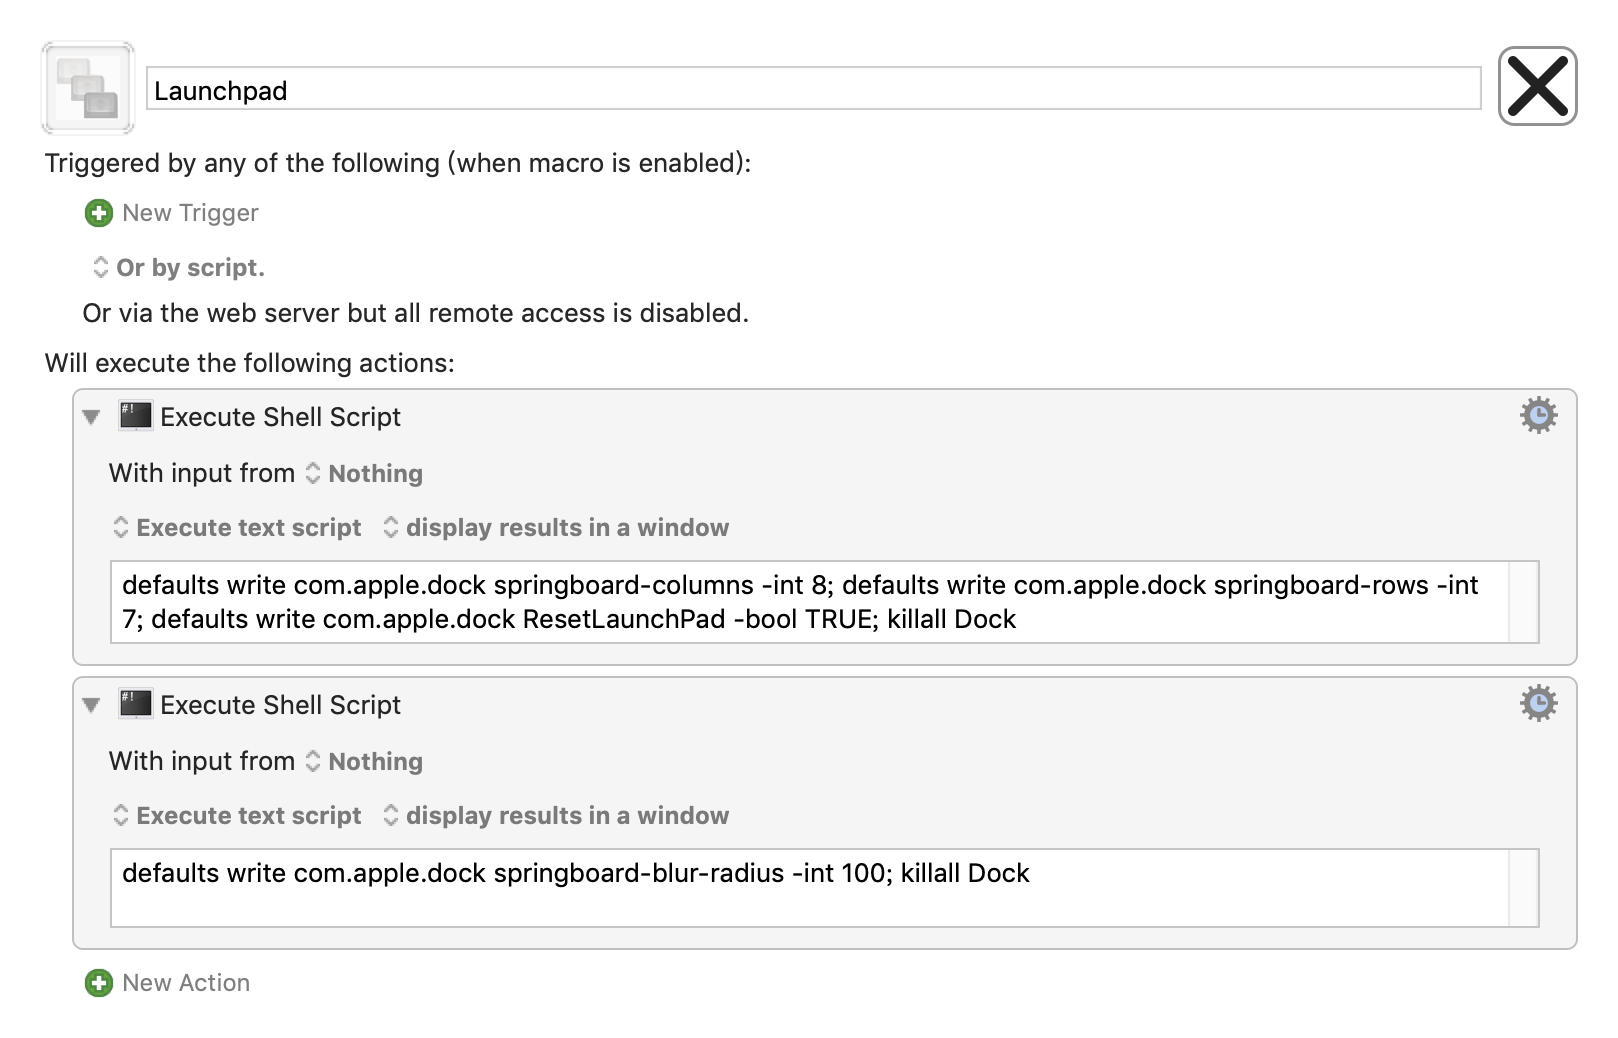 Launchpad
Triggered by any of the following (when macro is enabled):
New Trigger
Or by script.
Or via the web server but all remote access is disabled.
Will execute the following actions:
#!
Execute Shell Script
With input from Nothing
Execute text script display results in a window
defaults write com.apple.dock springboard-columns -int 8; defaults write com.apple.dock springboard-rows -int
7; defaults write com.apple.dock ResetLaunchPad -bool TRUE; killall Dock
#!
Execute Shell Script
With input from Nothing
Execute text script display results in a window
defaults write com.apple.dock springboard-blur-radius -int 100; killall Dock
New Action